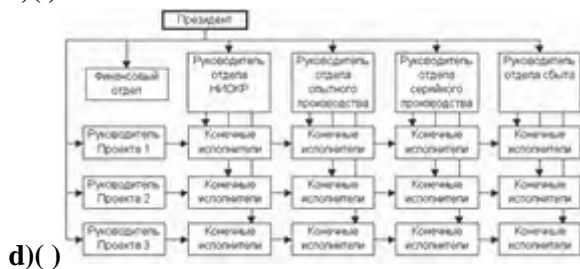 Президент
Финансовый
отдел
Руководитель
отдела
НИОКР
Руководитель
отдела
опытного
производства
Руководитель
отдела
серийного
производства
Руководитель
отдела сбыта
Руководитель
Проекта 1
Конечные
исполнители
Конечные
исполнители
Конечные
исполнители
Конечные
исполнители
Руководитель
Проекта 2
Конечные
исполнители
Конечные
исполнители
Конечные
исполнители
Конечные
исполнители
Руководитель
Проекта 3
Конечные
исполнители
Конечные
исполнители
Конечные
исполнители
Конечные
исполнители
d)( )